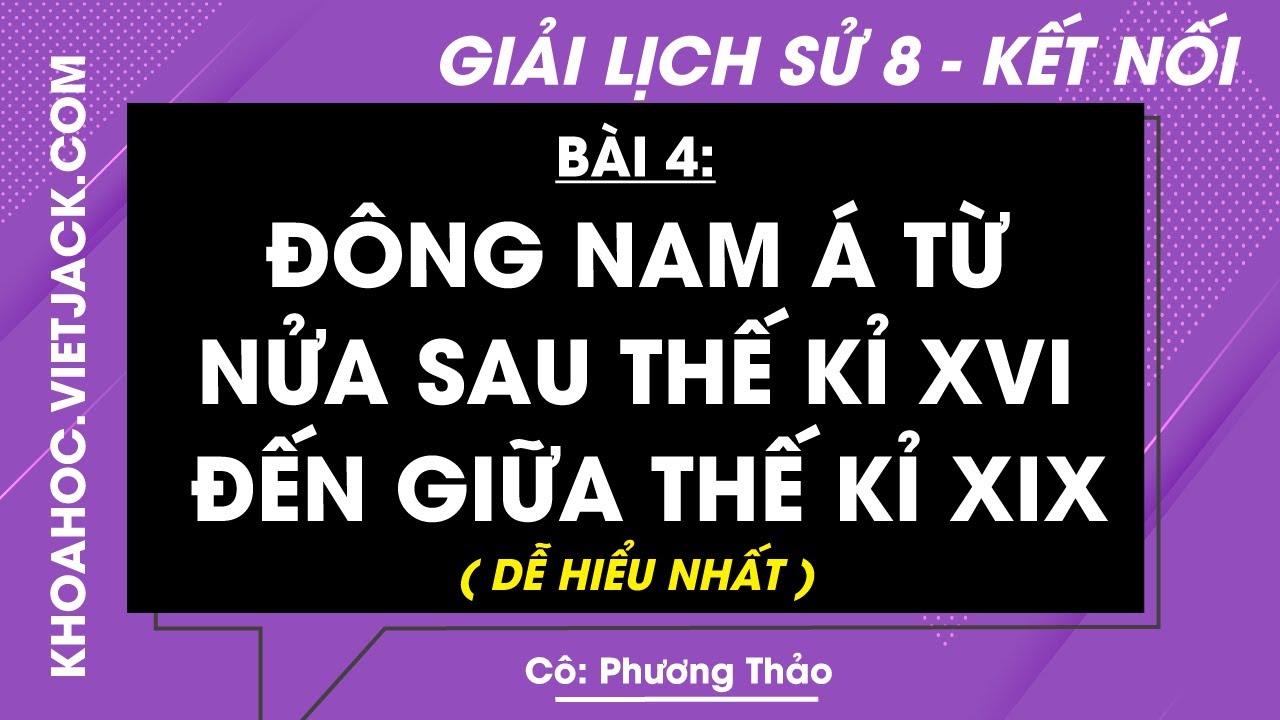 GIẢI LỊCH SỬ 8 - KẾT NỐI
KHOAHOC.VIETJACK.COM
BÀI 4:
ĐÔNG NAM Á TỪ
NỬA SAU THẾ KỈ XVI
ĐẾN GIỮA THẾ KỈ XIX
( DỄ HIỂU NHẤT )
Cô: Phương Thảo